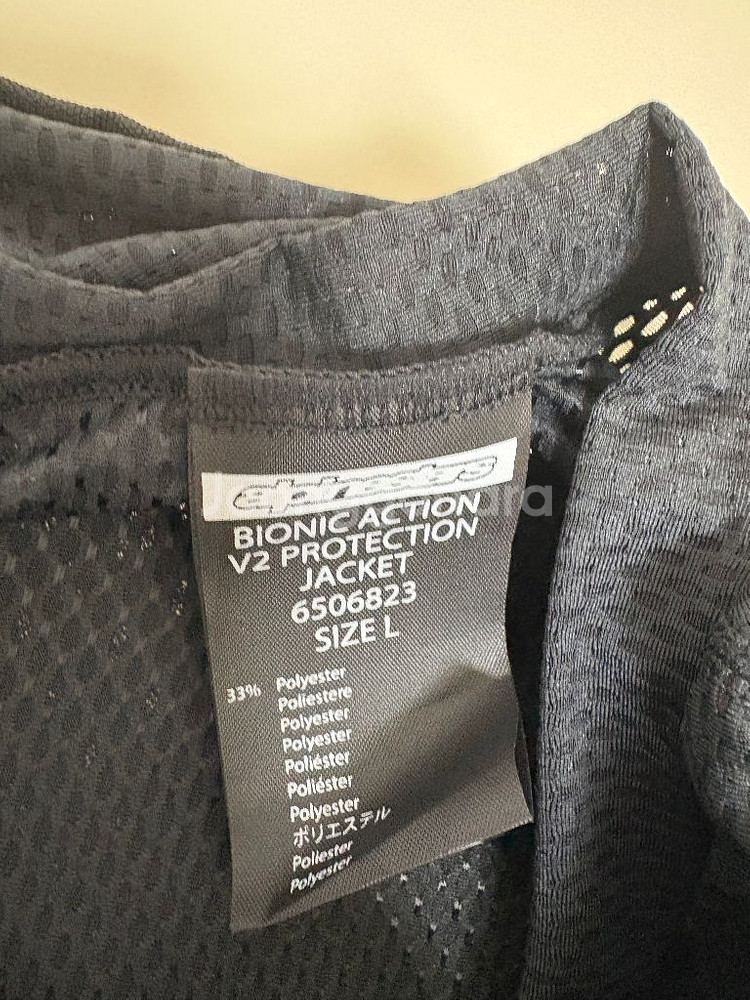 alpinestars
BIONIC ACTION
V2 PROTECTION
JACKET
6506823
SIZE L
33% Polyester
Poliestere
Polyester
Polyester
Poliéster
Poliéster
Polyester
ポリエステル
Poliester
Polyester